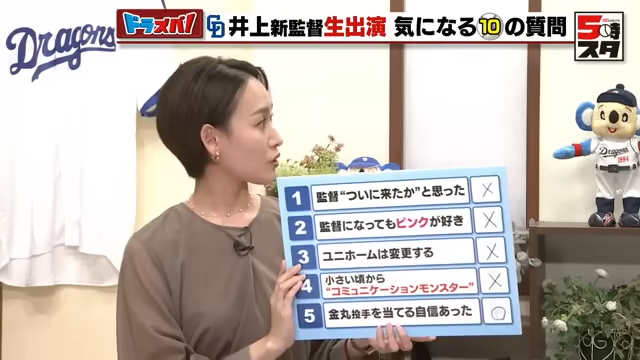 ドラスパ!
CD 井上新監督生出演 気になる10の質問
5時スタ
Dragons
Dragons
1994
1 監督“ついに来たか”と思った ×
2 監督になってもピンクが好き ×
3 ユニホームは変更する ×
4 小さい頃から
“コミュニケーションモンスター” ×
5 金丸投手を当てる自信あった ○